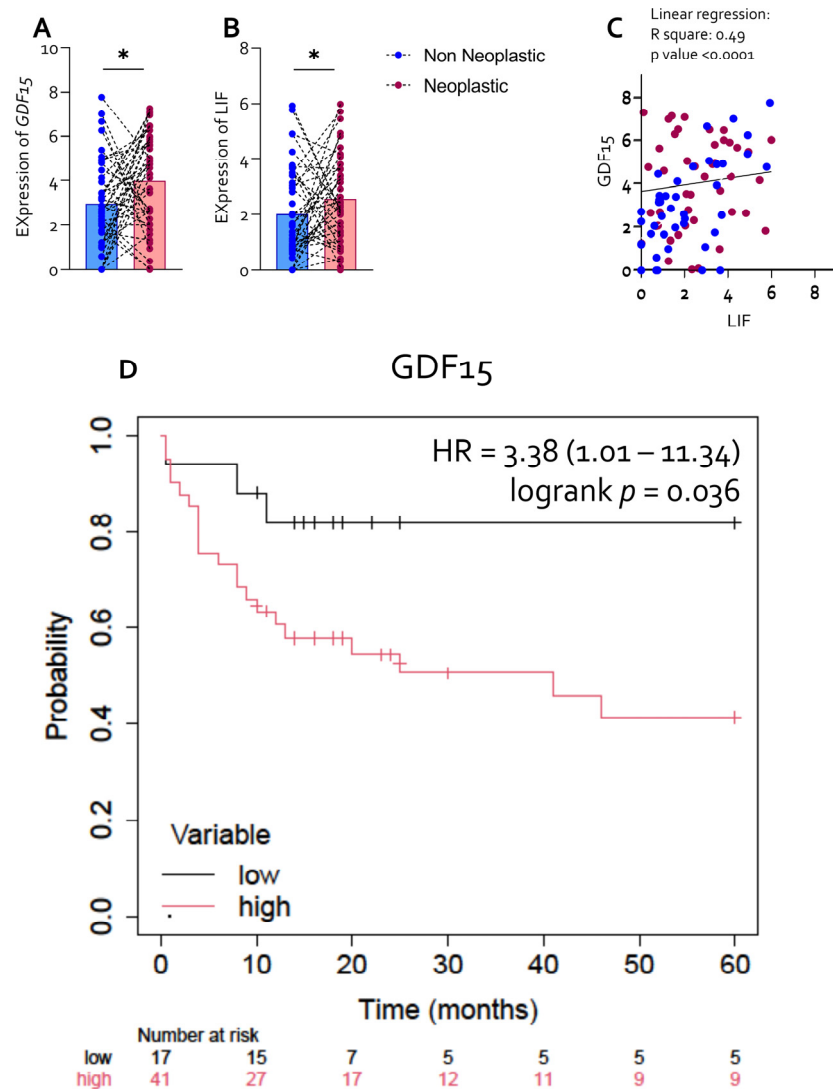 A
EXpression of GDF15
10
8
6
4
2
0
*
B
EXpression of LIF
8
6
4
2
0
*
Non Neoplastic
Neoplastic
C
Linear regression:
R square: 0.49
p value <0.0001
GDF15
8
6
4
2
0
0 2 4 6 8
LIF
D
GDF15
HR = 3.38 (1.01 – 11.34)
logrank p = 0.036
Probability
1.0
0.8
0.6
0.4
0.2
0.0
Variable
low
high
0 10 20 30 40 50 60
Time (months)
Number at risk
low 17 15 7 5 5 5 5
high 41 27 17 12 11 9 9